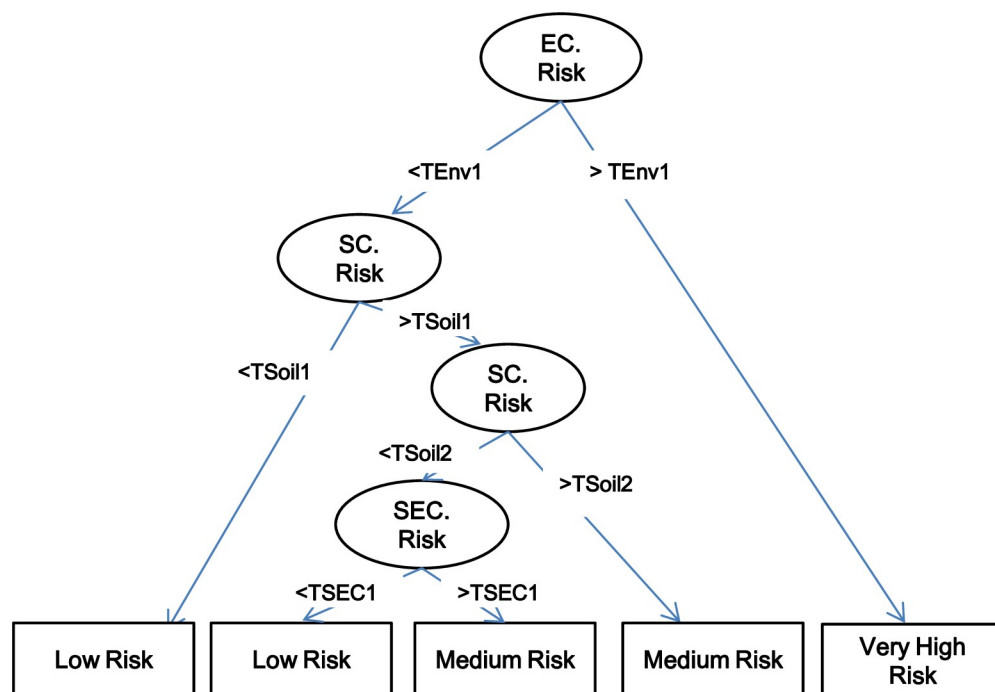 EC.
Risk
<TEnv1
> TEnv1
SC.
Risk
>TSoil1
<TSoil1
SC.
Risk
<TSoil2
>TSoil2
SEC.
Risk
<TSEC1
>TSEC1
Low Risk
Low Risk
Medium Risk
Medium Risk
Very High
Risk